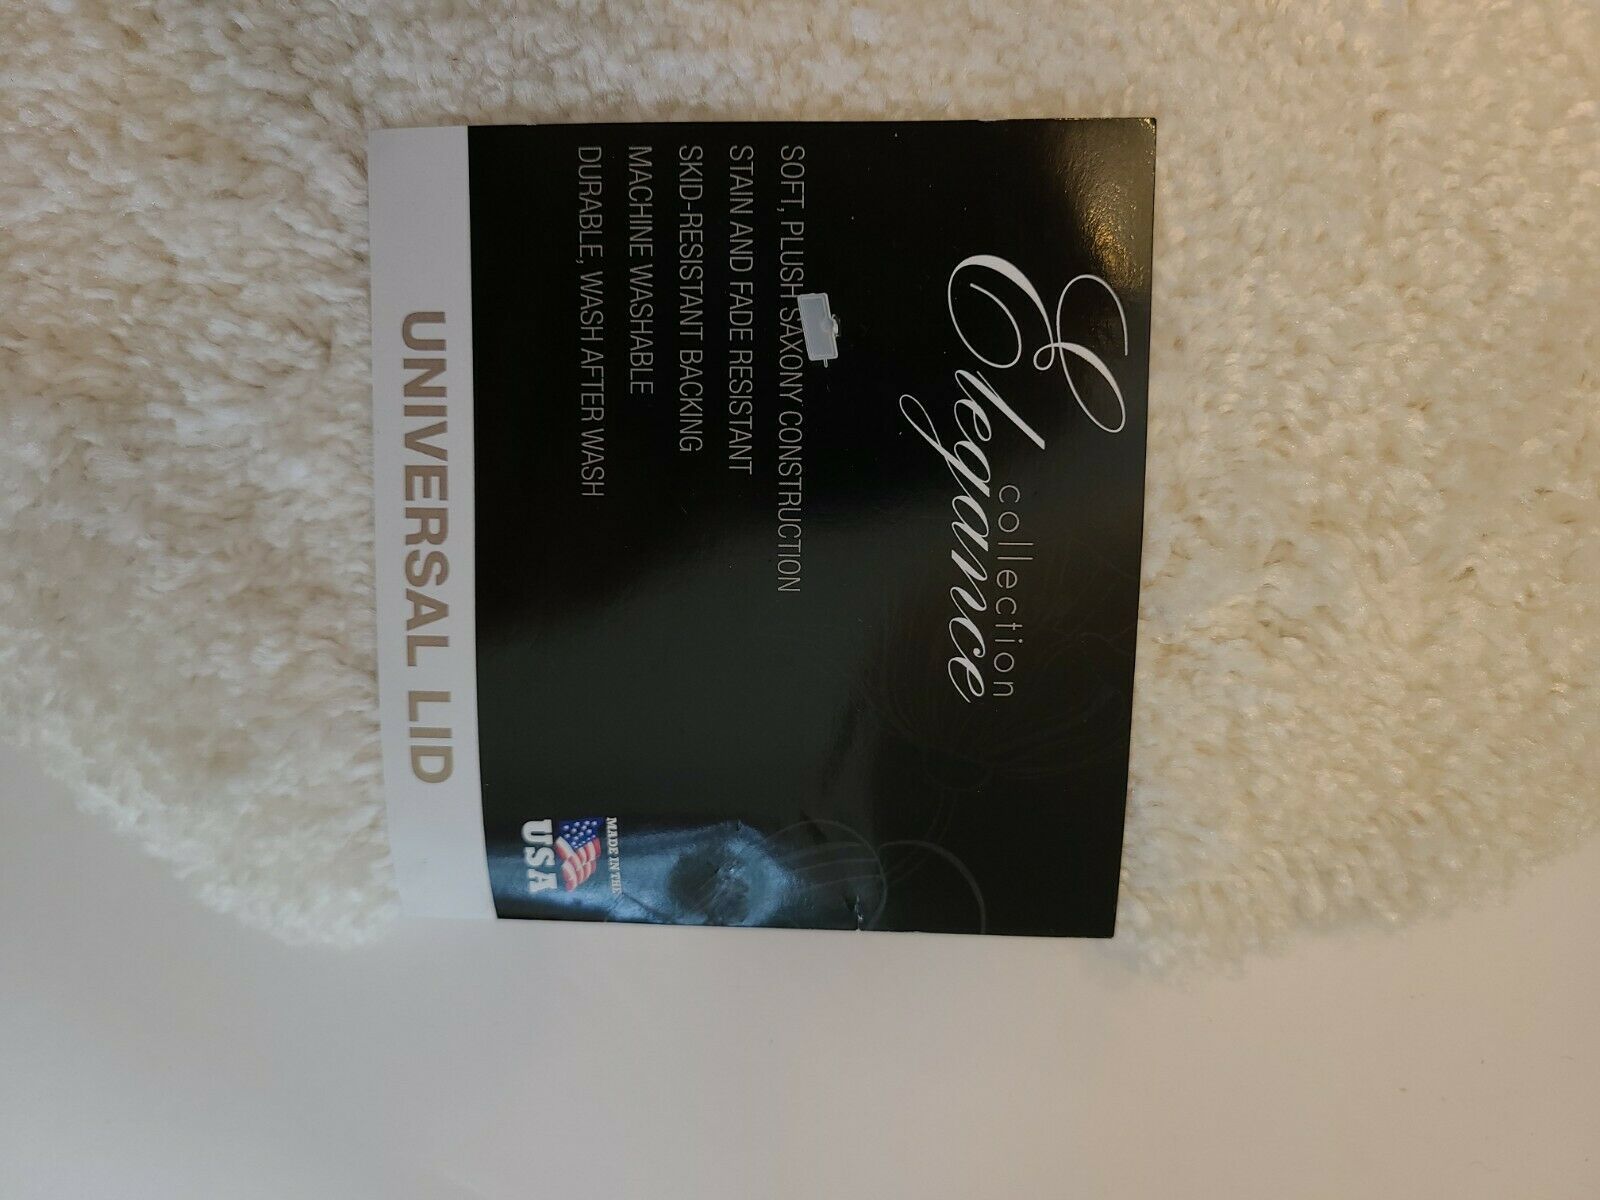 Elegance
collection
SOFT, PLUSH SAXONY CONSTRUCTION
STAIN AND FADE RESISTANT
SKID-RESISTANT BACKING
MACHINE WASHABLE
DURABLE, WASH AFTER WASH
MADE IN THE
USA
UNIVERSAL LID